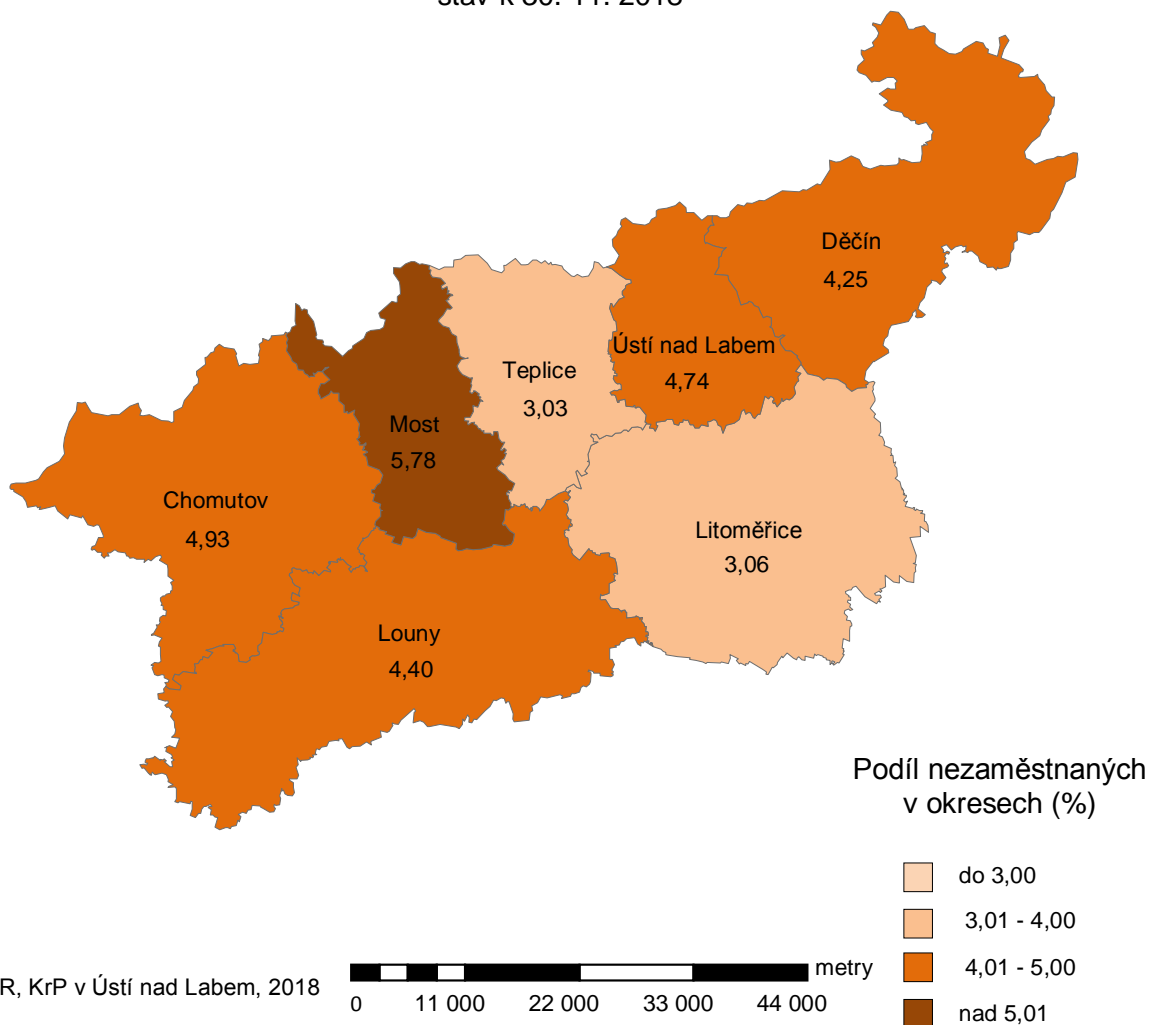 Děčín
4,25
Ústí nad Labem
4,74
Teplice
3,03
Most
5,78
Chomutov
4,93
Litoměřice
3,06
Louny
4,40
Podíl nezaměstnaných
v okresech (%)
do 3,00
3,01 - 4,00
4,01 - 5,00
nad 5,01
R, KrP v Ústí nad Labem, 2018
metry
0 11 000 22 000 33 000 44 000